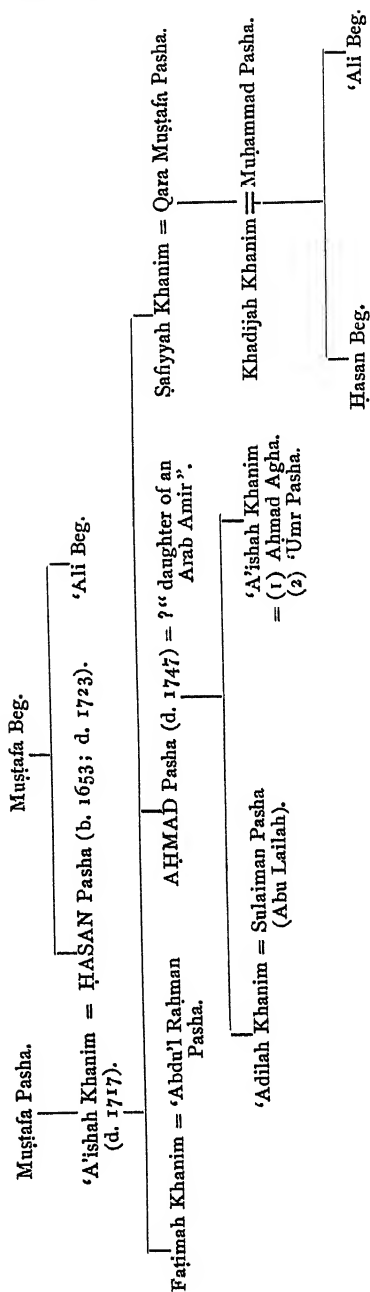 Muṣṭafa Pasha.
Muṣṭafa Beg.
‘A’ishah Khanim = ḤASAN Pasha (b. 1653; d. 1723).
(d. 1717).
‘Ali Beg.
Faṭimah Khanim = ‘Abdu’l Raḥman
Pasha.
AḤMAD Pasha (d. 1747) = ? “daughter of an
Arab Amir”.
Ṣafiyyah Khanim = Qara Muṣṭafa Pasha.
‘Adilah Khanim = Sulaiman Pasha
(Abu Lailah).
‘A’ishah Khanim
= (1) Aḥmad Agha.
(2) ‘Umr Pasha.
Khadijah Khanim = Muḥammad Pasha.
Ḥasan Beg.
‘Ali Beg.